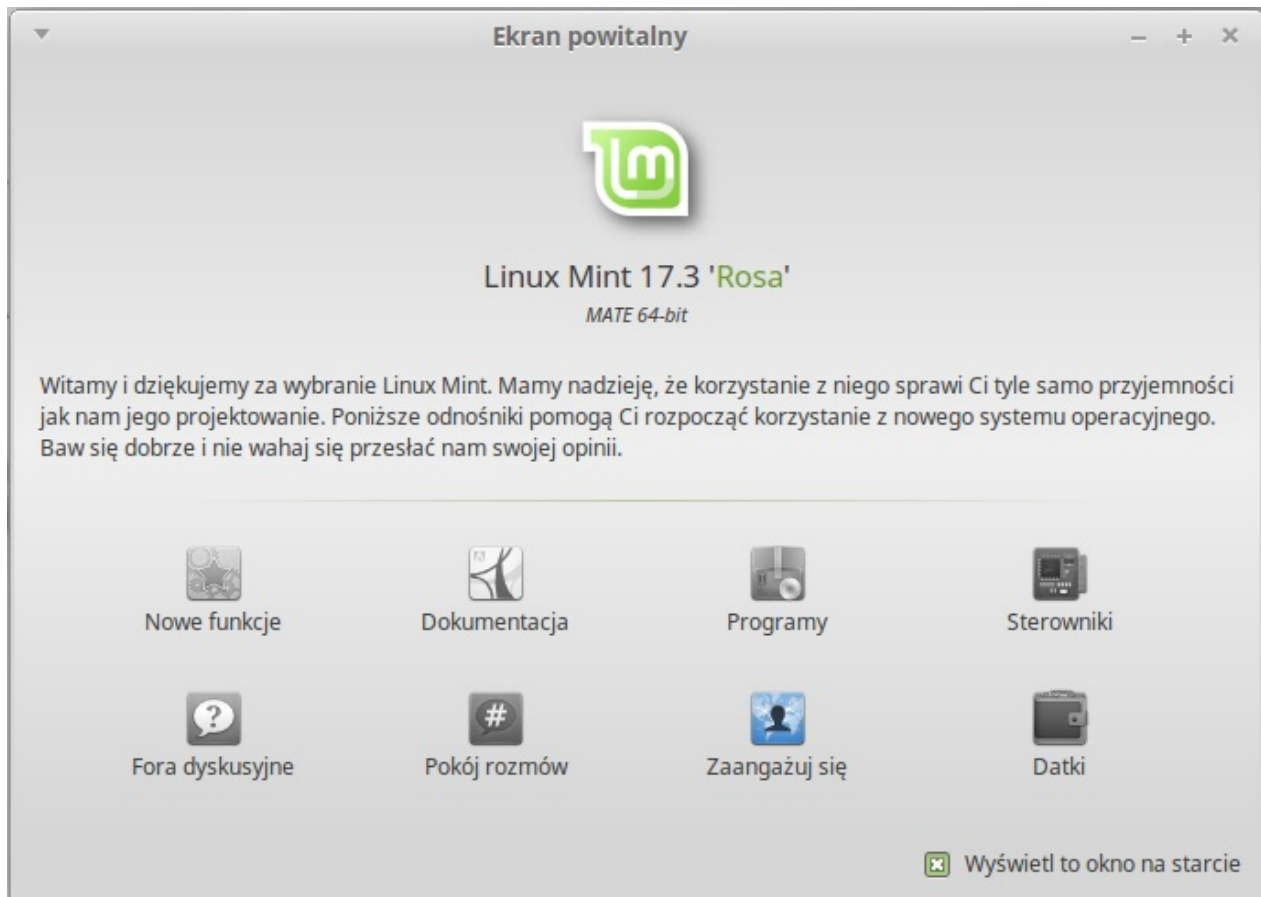 Ekran powitalny
Linux Mint 17.3 'Rosa'
MATE 64-bit
Witamy i dziękujemy za wybranie Linux Mint. Mamy nadzieję, że korzystanie z niego sprawi Ci tyle samo przyjemności
jak nam jego projektowanie. Poniższe odnośniki pomogą Ci rozpocząć korzystanie z nowego systemu operacyjnego.
Baw się dobrze i nie wahaj się przesłać nam swojej opinii.
Nowe funkcje Dokumentacja Programy Sterowniki
Fora dyskusyjne Pokój rozmów Zaangażuj się Datki
Wyświetl to okno na starcie